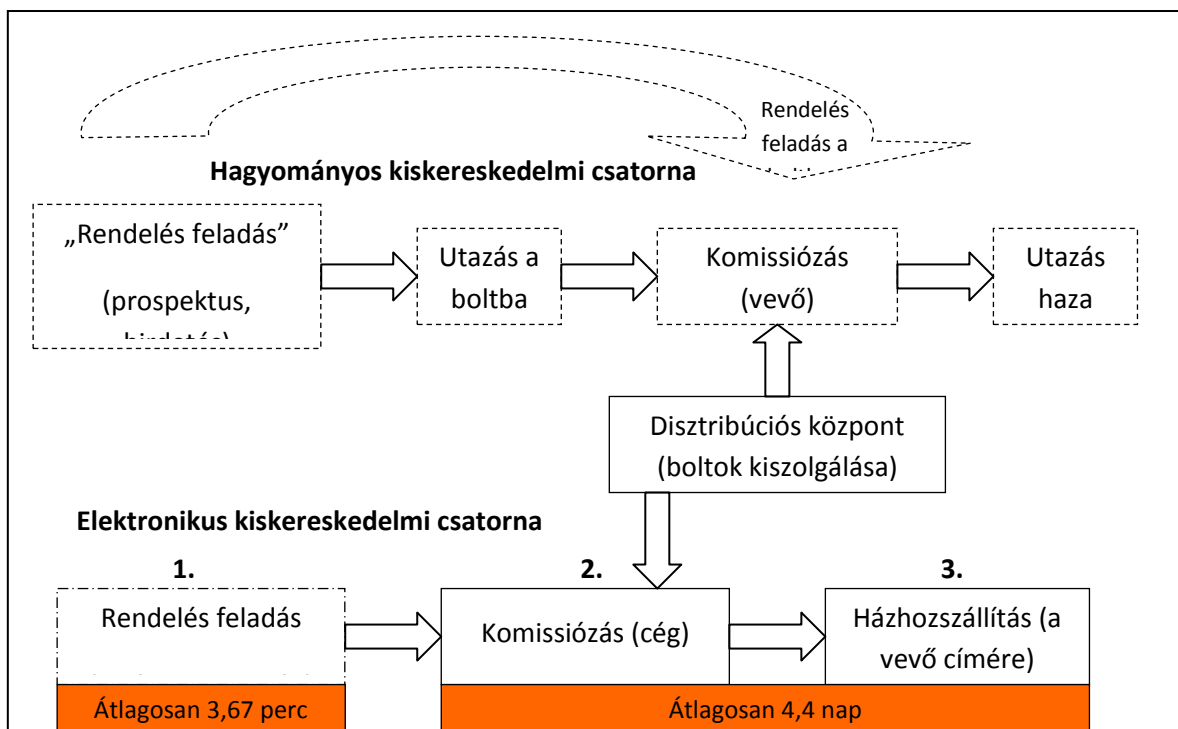 Rendelés
feladás a
Hagyományos kiskereskedelmi csatorna
„Rendelés feladás”
(prospektus,
Utazás a
boltba
Komissiózás
(vevő)
Utazás
haza
Disztribúciós központ
(boltok kiszolgálása)
Elektronikus kiskereskedelmi csatorna
1.
2.
3.
Rendelés feladás
Komissiózás (cég)
Házhozszállítás (a
vevő címére)
Átlagosan 3,67 perc
Átlagosan 4,4 nap